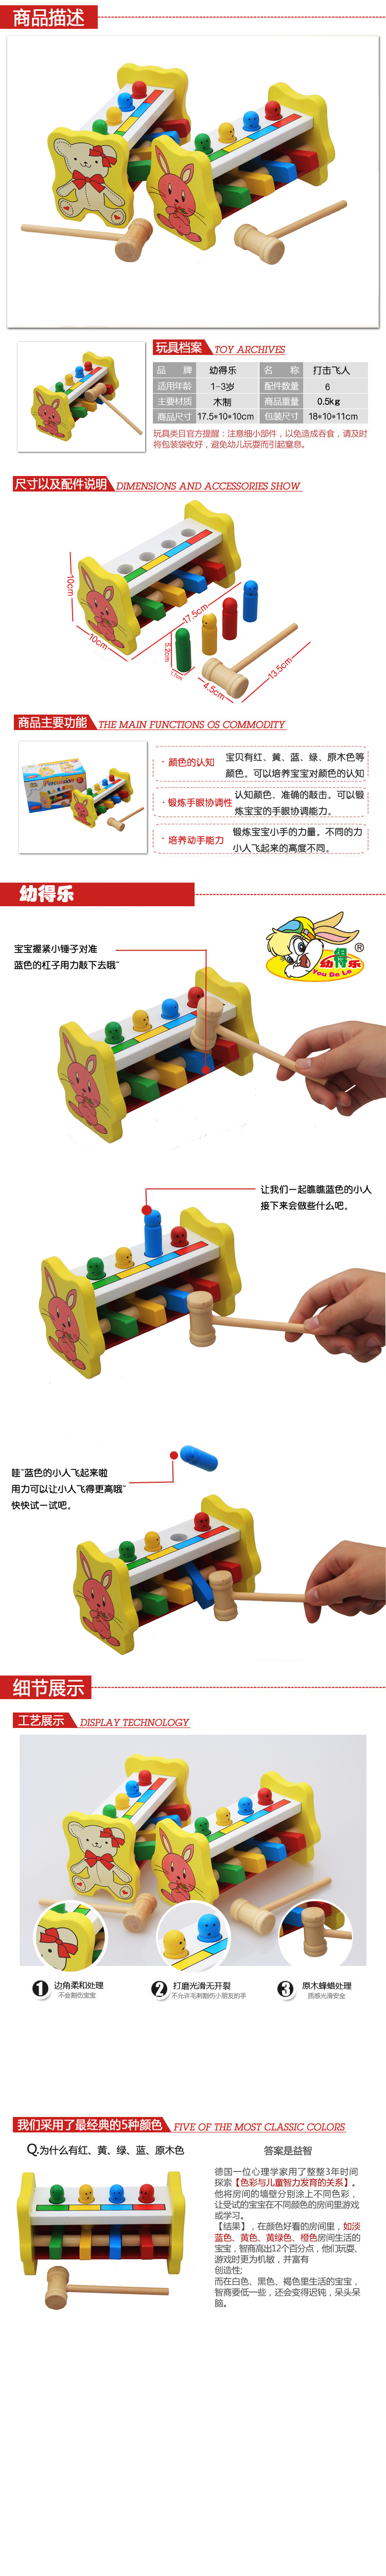 商品描述
玩具档案 TOY ARCHIVES
品 牌 幼得乐 名 称 打击飞人
适用年龄 1-3岁 配件数量 6
主要材质 木制 商品重量 0.5kg
商品尺寸 17.5*10*10cm 包装尺寸 18*10*11cm
玩具类目官方提醒：注意细小部件，以免造成吞食，请及时
将包装袋收好，避免幼儿玩耍而引起窒息。
尺寸以及配件说明 DIMENSIONS AND ACCESSORIES SHOW
10cm
10cm
17.5cm
5.2cm
1.7cm
4.5cm
13.5cm
商品主要功能 THE MAIN FUNCTIONS OS COMMODITY
· 颜色的认知 宝贝有红、黄、蓝、绿、原木色等
颜色。可以培养宝宝对颜色的认知
· 锻炼手眼协调性 认知颜色、准确的敲击。可以锻
炼宝宝的手眼协调能力。
· 培养动手能力 锻炼宝宝小手的力量。不同的力
小人飞起来的高度不同。
幼得乐
宝宝握紧小锤子对准
蓝色的杠子用力敲下去哦~
幼得乐
You De Le
®
让我们一起瞧瞧蓝色的小人
接下来会做些什么吧。
哇~蓝色的小人飞起来啦
用力可以让小人飞得更高哦~
快快试一试吧。
细节展示
工艺展示 DISPLAY TECHNOLOGY
1 边角柔和处理
不会割伤宝宝
2 打磨光滑无开裂
不允许毛刺割伤小朋友的手
3 原木蜂蜡处理
质感光滑安全
我们采用了最经典的5种颜色 FIVE OF THE MOST CLASSIC COLORS
Q.为什么有红、黄、绿、蓝、原木色
答案是益智
德国一位心理学家用了整整3年时间
探索【色彩与儿童智力发育的关系】。
他将房间的墙壁分别涂上不同色彩，
让受试的宝宝在不同颜色的房间里游戏
或学习。
【结果】，在颜色好看的房间里，如淡
蓝色、黄色、黄绿色、橙色房间生活的
宝宝，智商高出12个百分点，他们玩耍、
游戏时更为机敏，并富有
创造性;
而在白色、黑色、褐色里生活的宝宝，
智商要低一些，还会变得迟钝，呆头呆
脑。